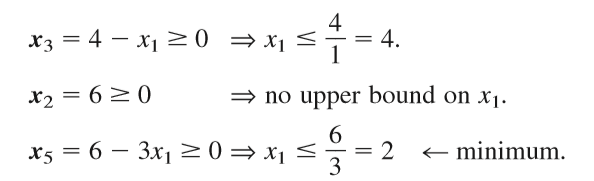 x₃ = 4 − x₁ ≥ 0 ⇒ x₁ ≤ 4/1 = 4.
x₂ = 6 ≥ 0 ⇒ no upper bound on x₁.
x₅ = 6 − 3x₁ ≥ 0 ⇒ x₁ ≤ 6/3 = 2 ← minimum.